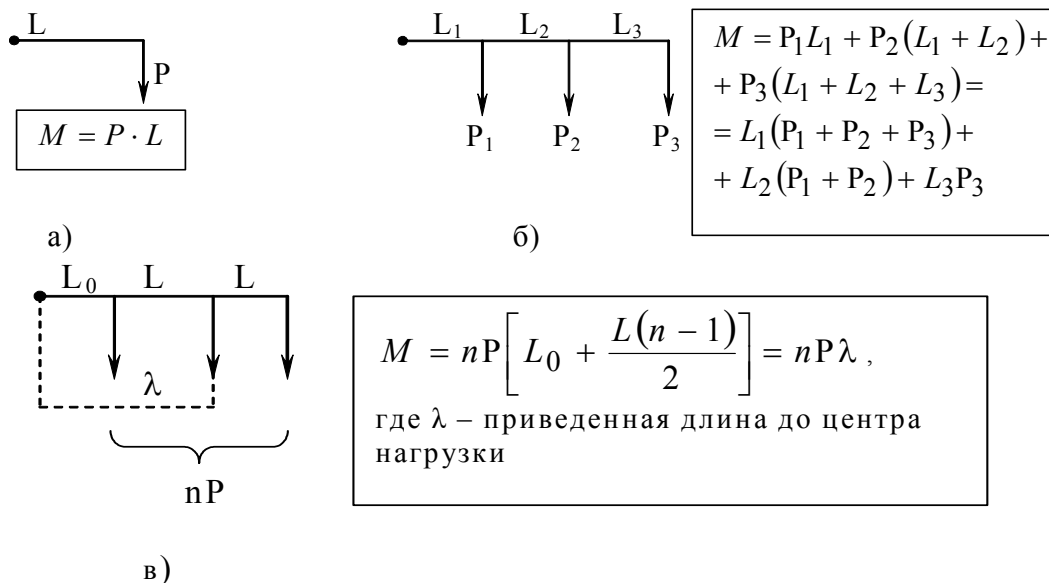 L
P
M = P · L
а)
L₁ L₂ L₃
P₁ P₂ P₃
M = P₁L₁ + P₂(L₁ + L₂) +
+ P₃(L₁ + L₂ + L₃) =
= L₁(P₁ + P₂ + P₃) +
+ L₂(P₁ + P₂) + L₃P₃
б)
L₀ L L
λ
nP
M = nP[L₀ + L(n − 1)/2] = nPλ ,
где λ – приведенная длина до центра
нагрузки
в)